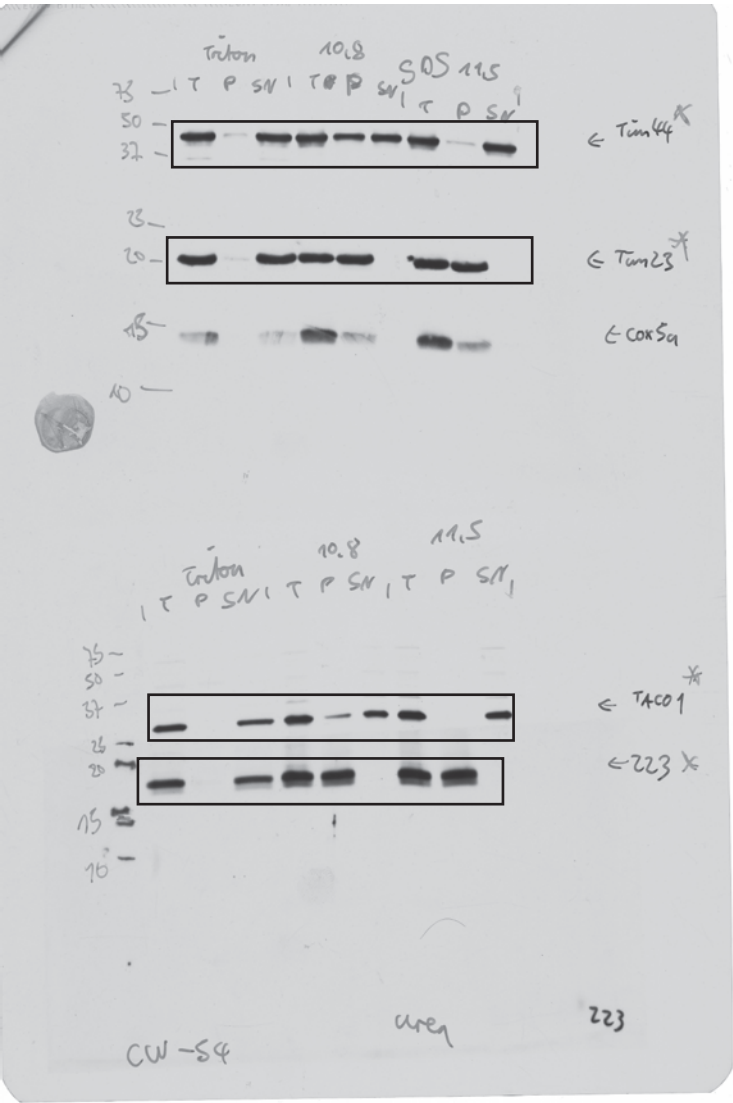 Triton 10,8 SDS 11,5
T P SN T P SN T P SN
75
50
37
← Tim44
25
20
← Tim23
15
← Cox5a
10
Triton 10.8 11,5
T P SN T P SN T P SN
75
50
37
← TACO1
25
20
← 223
15
10
223
urea
CW-54